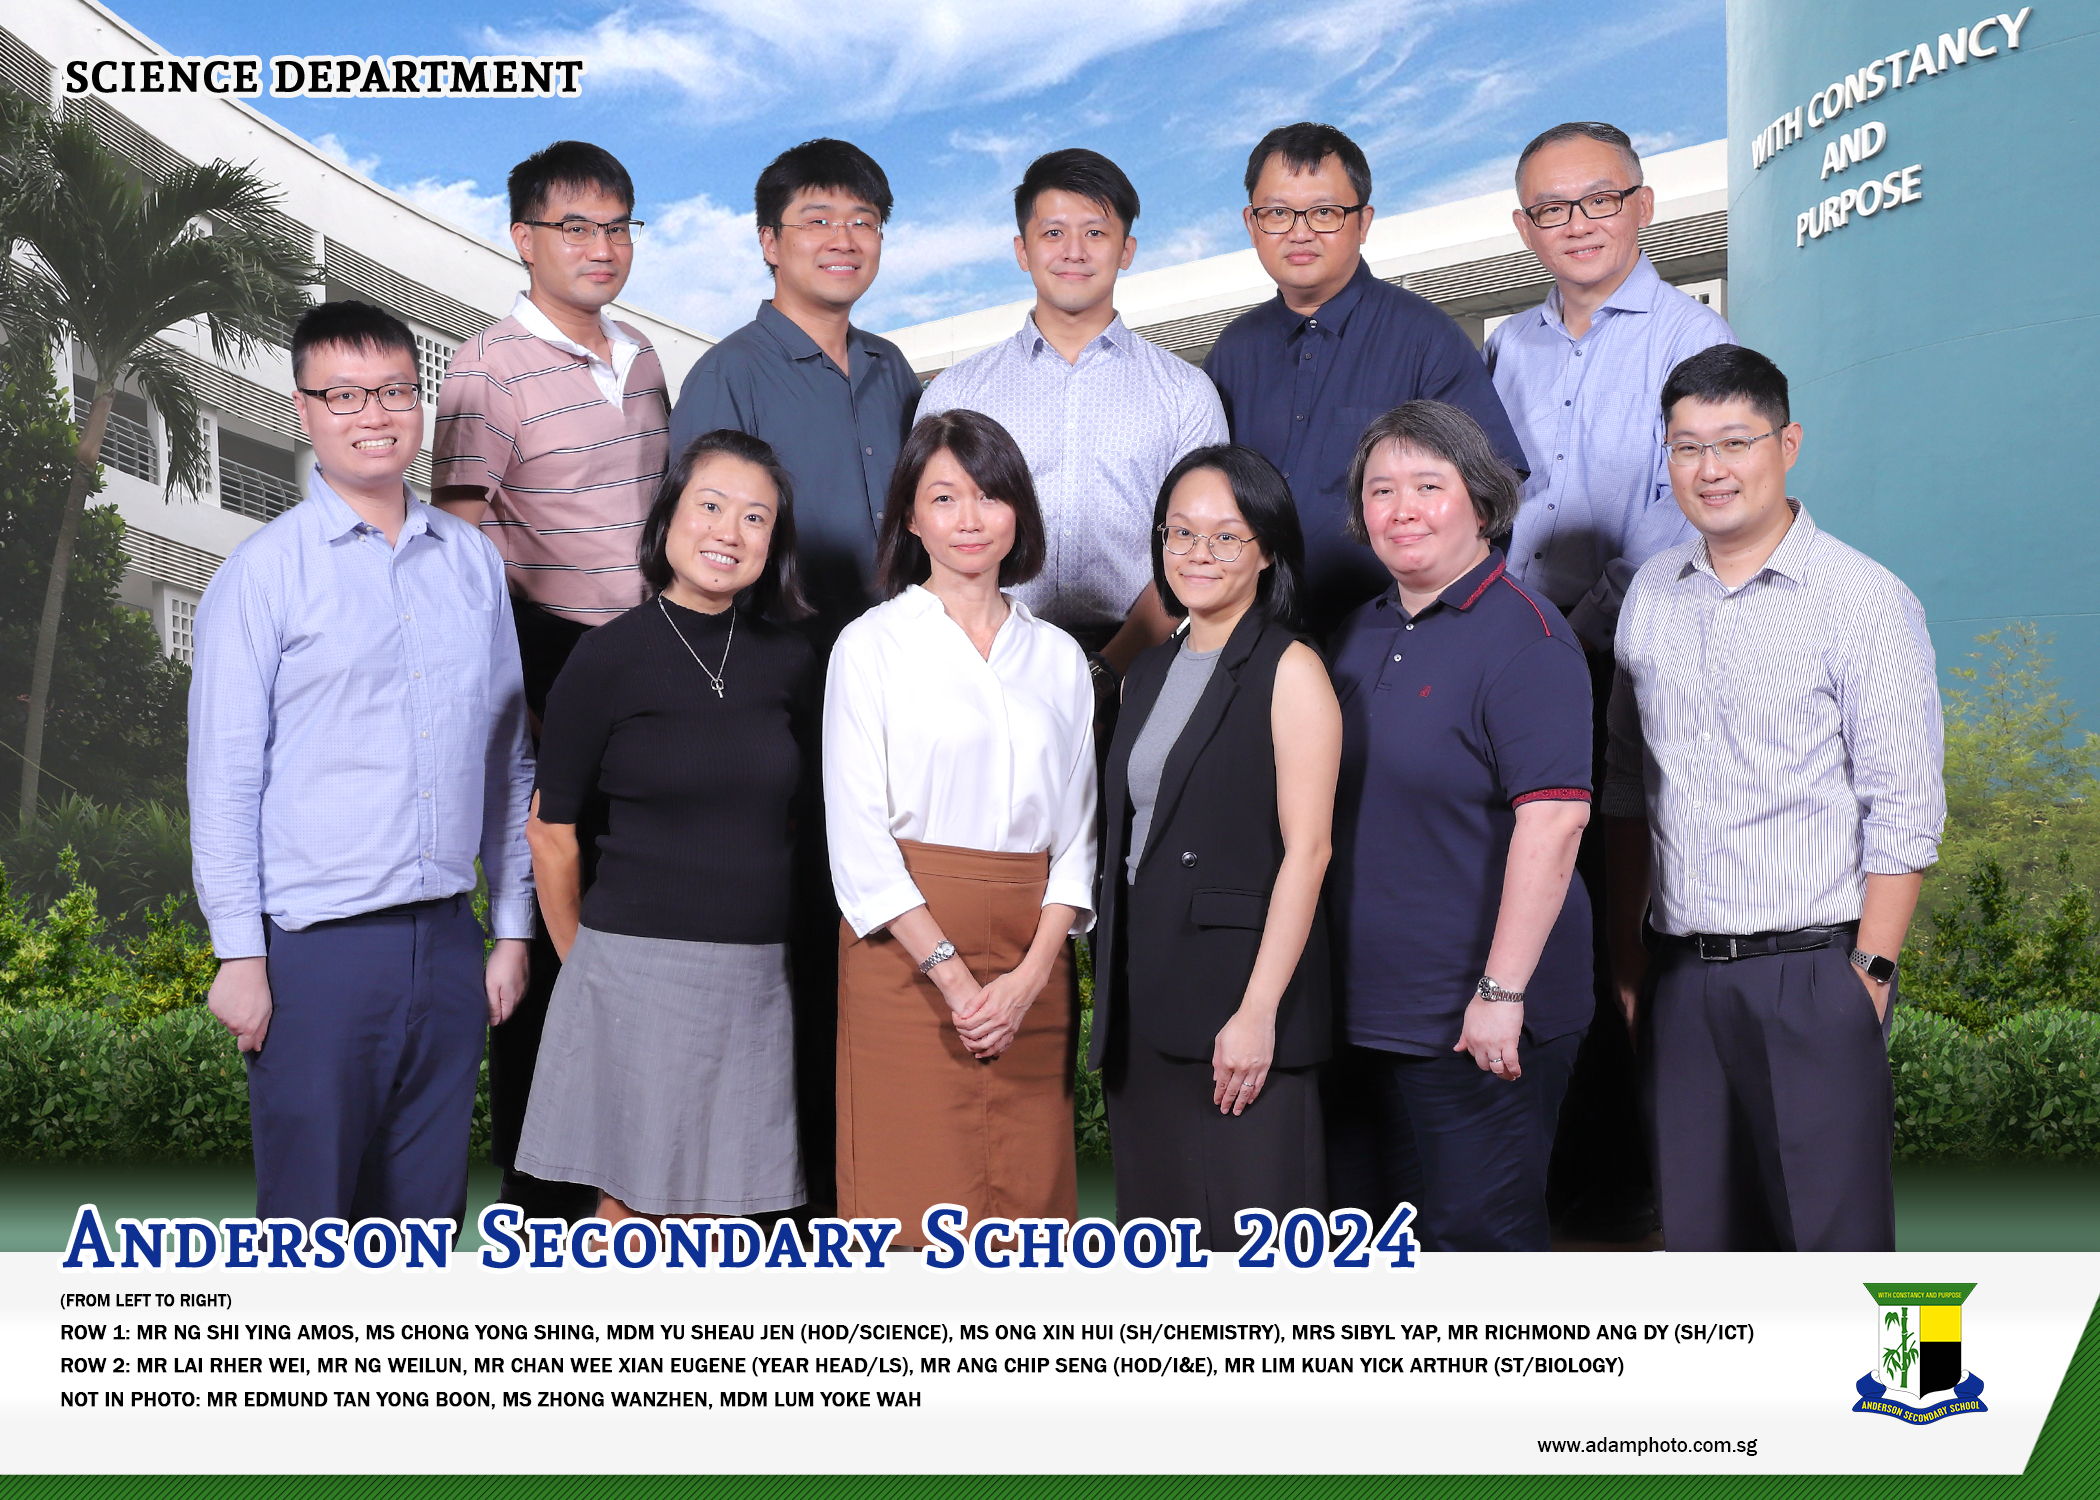 SCIENCE DEPARTMENT
WITH CONSTANCY
AND
PURPOSE
ANDERSON SECONDARY SCHOOL 2024
(FROM LEFT TO RIGHT)
ROW 1: MR NG SHI YING AMOS, MS CHONG YONG SHING, MDM YU SHEAU JEN (HOD/SCIENCE), MS ONG XIN HUI (SH/CHEMISTRY), MRS SIBYL YAP, MR RICHMOND ANG DY (SH/ICT)
ROW 2: MR LAI RHER WEI, MR NG WEILUN, MR CHAN WEE XIAN EUGENE (YEAR HEAD/LS), MR ANG CHIP SENG (HOD/I&E), MR LIM KUAN YICK ARTHUR (ST/BIOLOGY)
NOT IN PHOTO: MR EDMUND TAN YONG BOON, MS ZHONG WANZHEN, MDM LUM YOKE WAH
WITH CONSTANCY AND PURPOSE
ANDERSON SECONDARY SCHOOL
www.adamphoto.com.sg